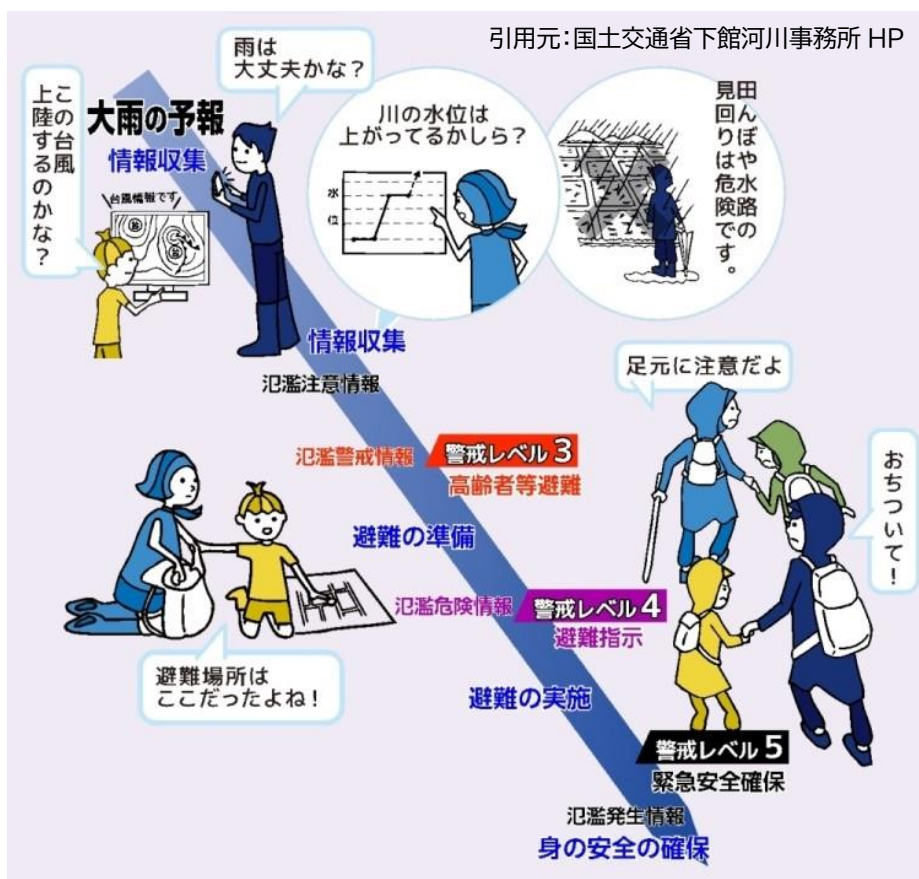 引用元：国土交通省下館河川事務所 HP
雨は
大丈夫かな？
この台風
上陸するのかな？
大雨の予報
情報収集
台風情報です
川の水位は
上がってるかしら？
水
位
田んぼや水路の
見回りは危険です。
情報収集
氾濫注意情報
足元に注意だよ
氾濫警戒情報
警戒レベル3
高齢者等避難
おちついて！
避難の準備
氾濫危険情報
警戒レベル4
避難指示
避難場所は
ここだったよね！
避難の実施
警戒レベル5
緊急安全確保
氾濫発生情報
身の安全の確保